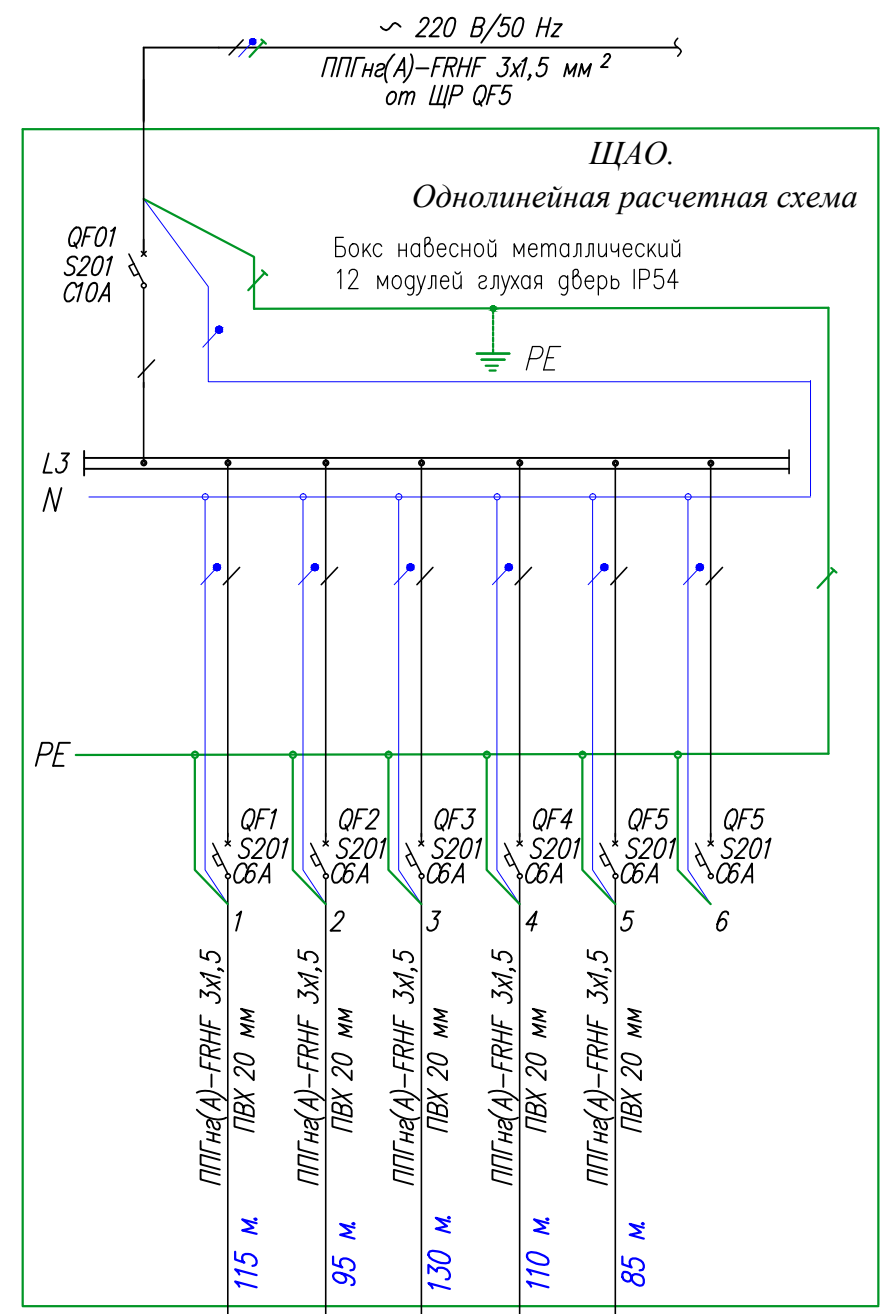 ~ 220 В/50 Hz
ППГнг(А)-FRHF 3х1,5 мм²
от ЩР QF5
ЩАО.
Однолинейная расчетная схема
QF01
S201
C10A
Бокс навесной металлический
12 модулей глухая дверь IP54
PE
L3
N
PE
QF1
S201
C6A
1
QF2
S201
C6A
2
QF3
S201
C6A
3
QF4
S201
C6A
4
QF5
S201
C6A
5
QF5
S201
C6A
6
ППГнг(А)-FRHF 3х1,5
ПВХ 20 мм
115 м.
ППГнг(А)-FRHF 3х1,5
ПВХ 20 мм
95 м.
ППГнг(А)-FRHF 3х1,5
ПВХ 20 мм
130 м.
ППГнг(А)-FRHF 3х1,5
ПВХ 20 мм
110 м.
ППГнг(А)-FRHF 3х1,5
ПВХ 20 мм
85 м.